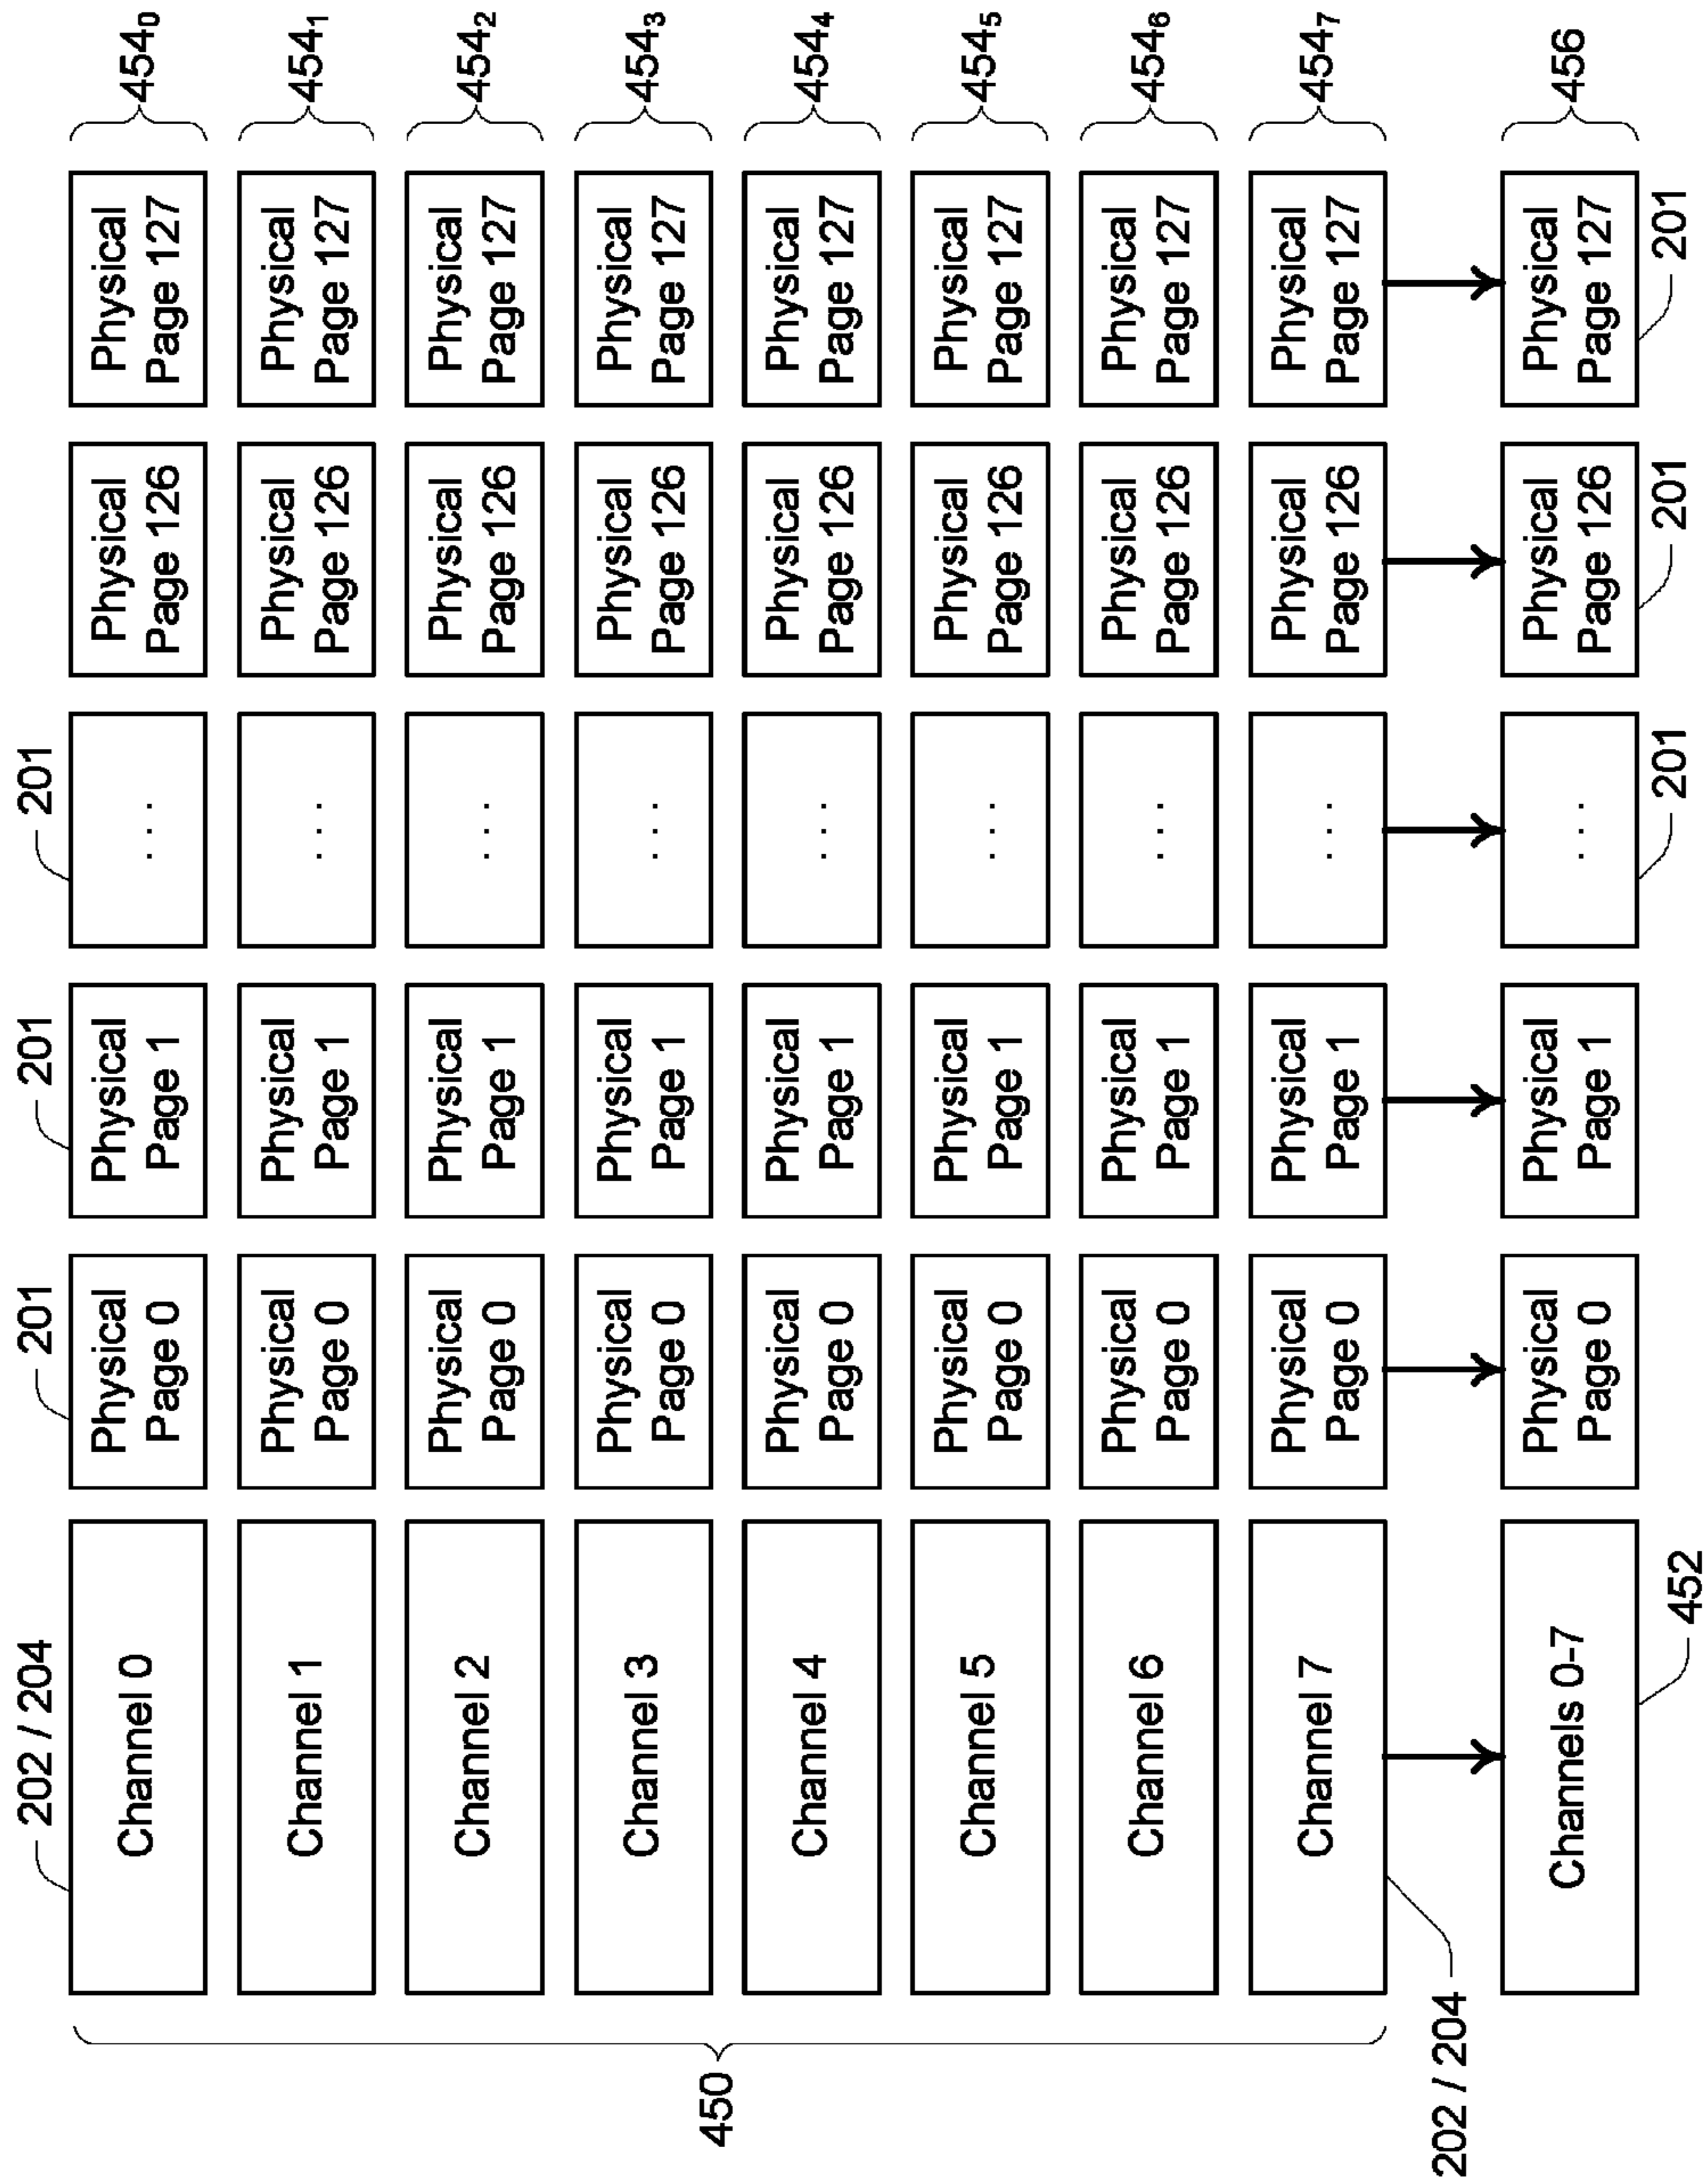 202 / 204
201
201
201
Channel 0
Physical
Page 0
Physical
Page 1
. . .
Physical
Page 126
Physical
Page 127
454₀
Channel 1
Physical
Page 0
Physical
Page 1
. . .
Physical
Page 126
Physical
Page 127
454₁
Channel 2
Physical
Page 0
Physical
Page 1
. . .
Physical
Page 126
Physical
Page 127
454₂
Channel 3
Physical
Page 0
Physical
Page 1
. . .
Physical
Page 126
Physical
Page 127
454₃
450
Channel 4
Physical
Page 0
Physical
Page 1
. . .
Physical
Page 126
Physical
Page 127
454₄
Channel 5
Physical
Page 0
Physical
Page 1
. . .
Physical
Page 126
Physical
Page 127
454₅
Channel 6
Physical
Page 0
Physical
Page 1
. . .
Physical
Page 126
Physical
Page 127
454₆
Channel 7
Physical
Page 0
Physical
Page 1
. . .
Physical
Page 126
Physical
Page 127
454₇
202 / 204
Channels 0-7
Physical
Page 0
Physical
Page 1
. . .
Physical
Page 126
Physical
Page 127
456
452
201
201
201